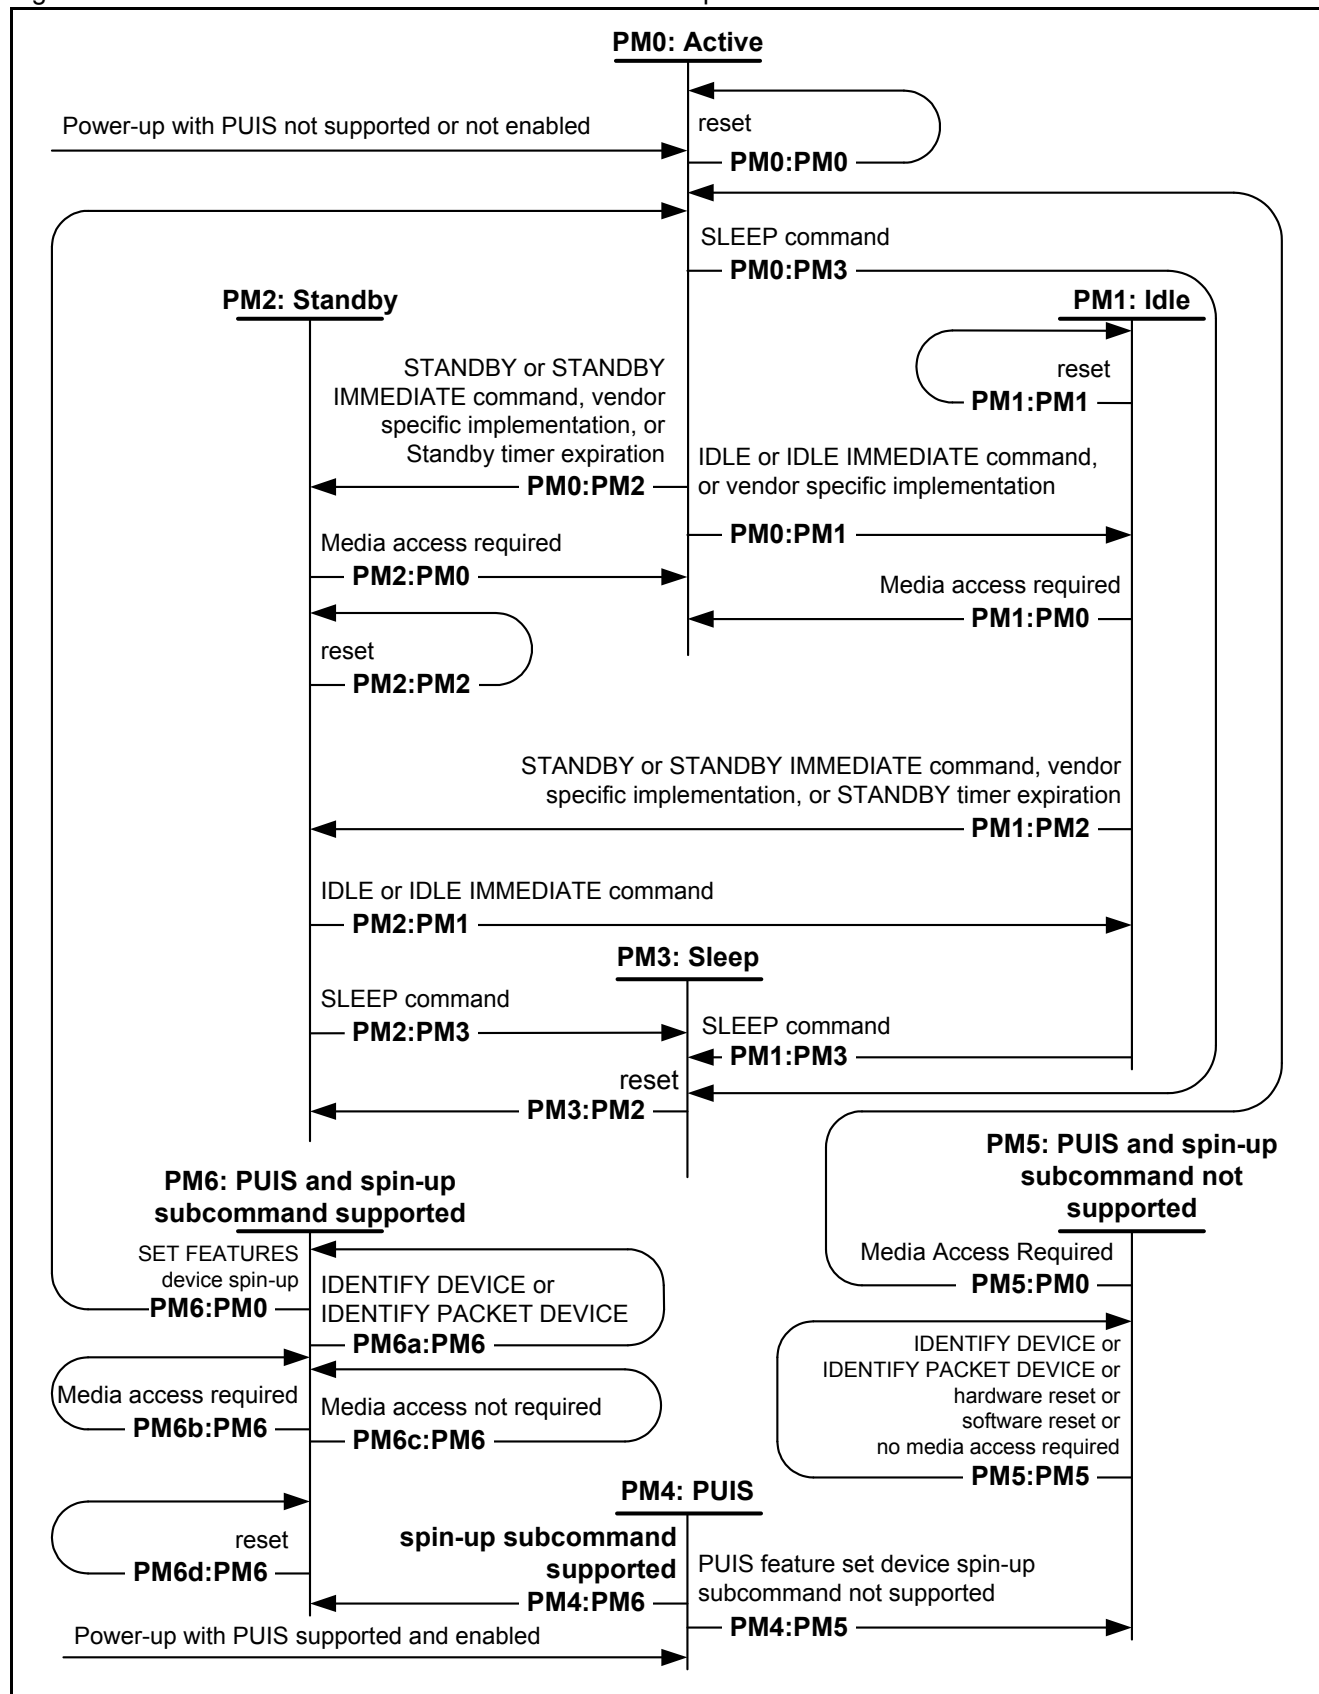 PM0: Active
reset
Power-up with PUIS not supported or not enabled
PM0:PM0
SLEEP command
PM0:PM3
PM2: Standby
PM1: Idle
STANDBY or STANDBY
IMMEDIATE command, vendor
specific implementation, or
Standby timer expiration
PM0:PM2
reset
PM1:PM1
IDLE or IDLE IMMEDIATE command,
or vendor specific implementation
PM0:PM1
Media access required
PM2:PM0
Media access required
PM1:PM0
reset
PM2:PM2
STANDBY or STANDBY IMMEDIATE command, vendor
specific implementation, or STANDBY timer expiration
PM1:PM2
IDLE or IDLE IMMEDIATE command
PM2:PM1
PM3: Sleep
SLEEP command
PM2:PM3
SLEEP command
PM1:PM3
reset
PM3:PM2
PM5: PUIS and spin-up
subcommand not
supported
PM6: PUIS and spin-up
subcommand supported
SET FEATURES
device spin-up
PM6:PM0
IDENTIFY DEVICE or
IDENTIFY PACKET DEVICE
PM6a:PM6
Media Access Required
PM5:PM0
IDENTIFY DEVICE or
IDENTIFY PACKET DEVICE or
hardware reset or
software reset or
no media access required
PM5:PM5
Media access required
PM6b:PM6
Media access not required
PM6c:PM6
PM4: PUIS
reset
PM6d:PM6
spin-up subcommand
supported
PM4:PM6
PUIS feature set device spin-up
subcommand not supported
PM4:PM5
Power-up with PUIS supported and enabled